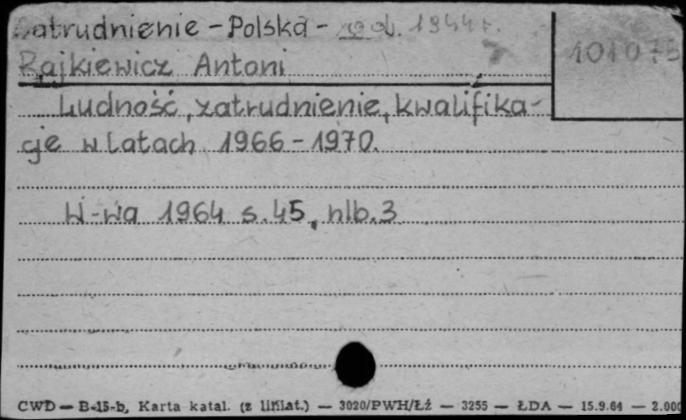 Zatrudnienie - Polska - od. 1944 r.
101075
Rajkiewicz Antoni
Ludność, zatrudnienie, kwalifika-
cje w latach 1966-1970.
W-wa 1964 s. 45, nlb. 3
CWD — B-15-b, Karta katal. (z liniat.) — 3020/PWH/Łż — 3255 — ŁDA — 15.9.64 — 2.000